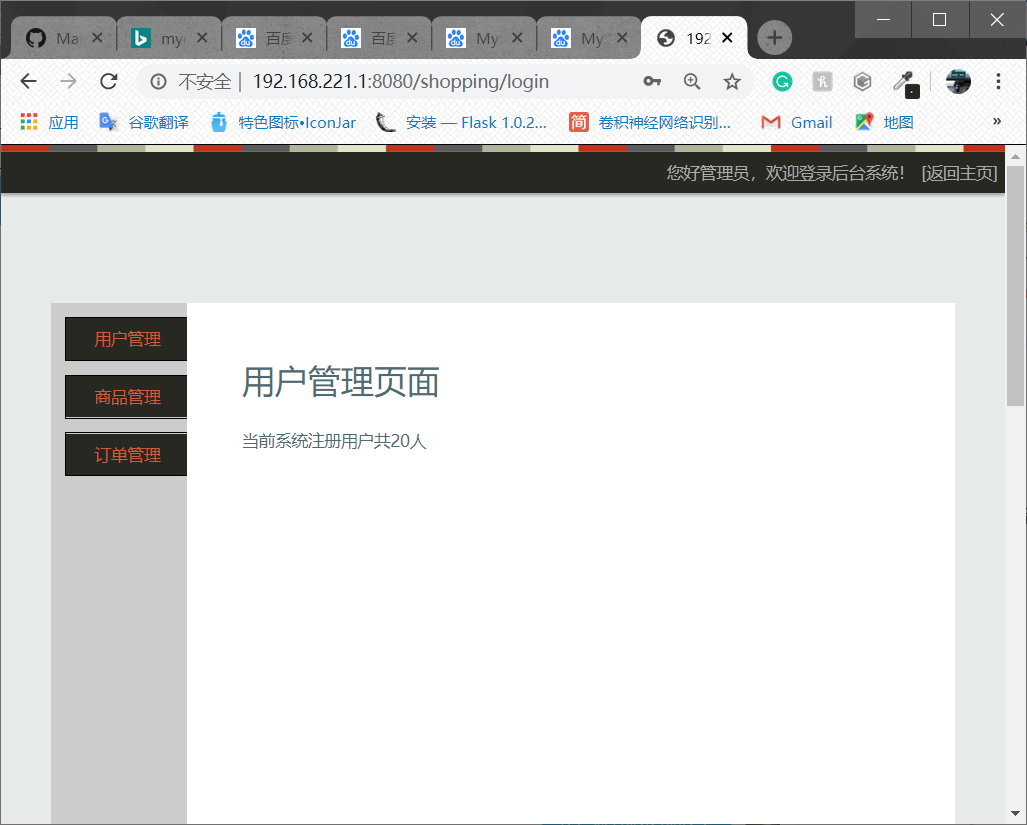 Ma
my
百度
百度
My
My
192
不安全 | 192.168.221.1:8080/shopping/login
应用 谷歌翻译 特色图标•IconJar 安装 — Flask 1.0.2... 简 卷积神经网络识别... Gmail 地图 »
您好管理员，欢迎登录后台系统！ [返回主页]
用户管理
商品管理
订单管理
用户管理页面
当前系统注册用户共20人